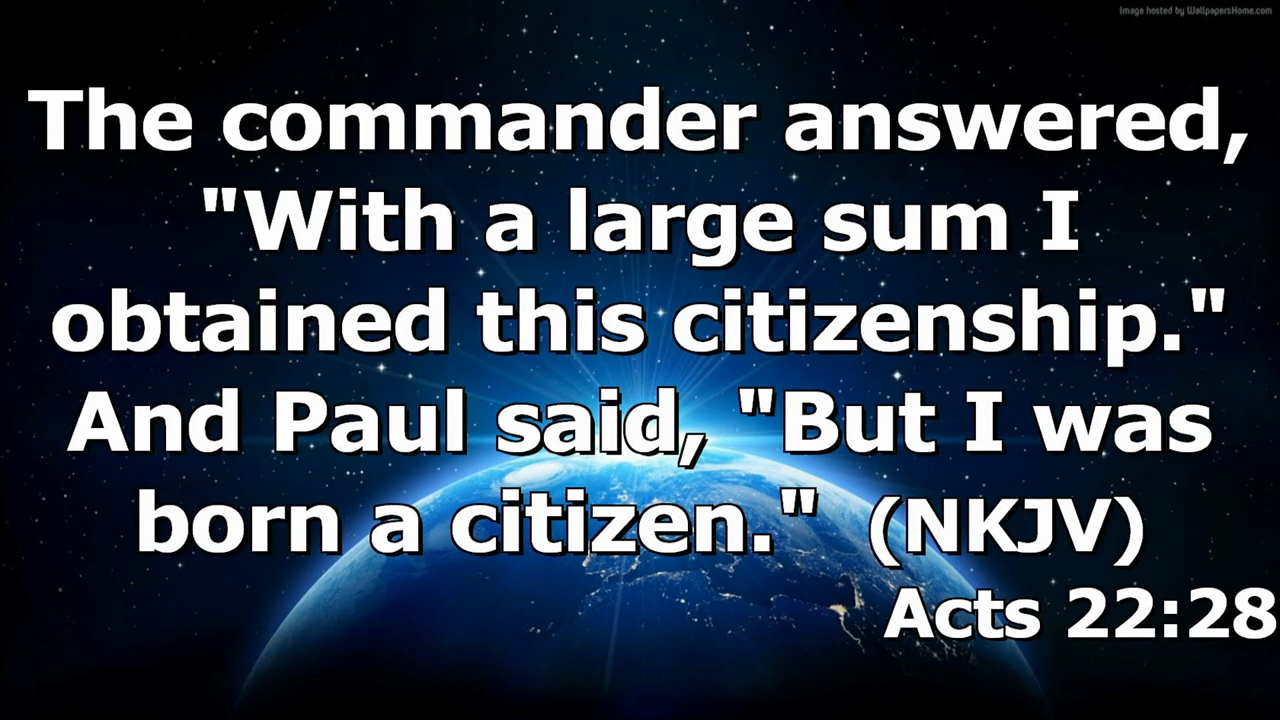 Image hosted by WallpapersHome.com
The commander answered,
"With a large sum I
obtained this citizenship."
And Paul said, "But I was
born a citizen." (NKJV)
Acts 22:28